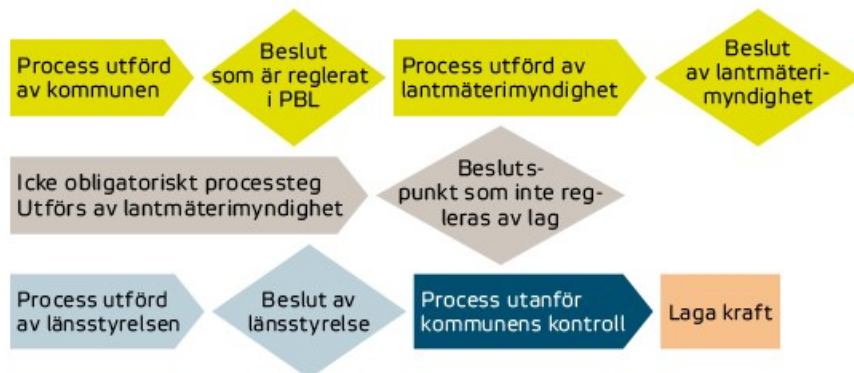 Process utförd
av kommunen
Beslut
som är reglerat
i PBL
Process utförd av
lantmäterimyndighet
Beslut
av lantmäteri-
myndighet
Icke obligatoriskt processteg
Utförs av lantmäterimyndighet
Besluts-
punkt som inte reg-
leras av lag
Process utförd
av länsstyrelsen
Beslut av
länsstyrelse
Process utanför
kommunens kontroll
Laga kraft